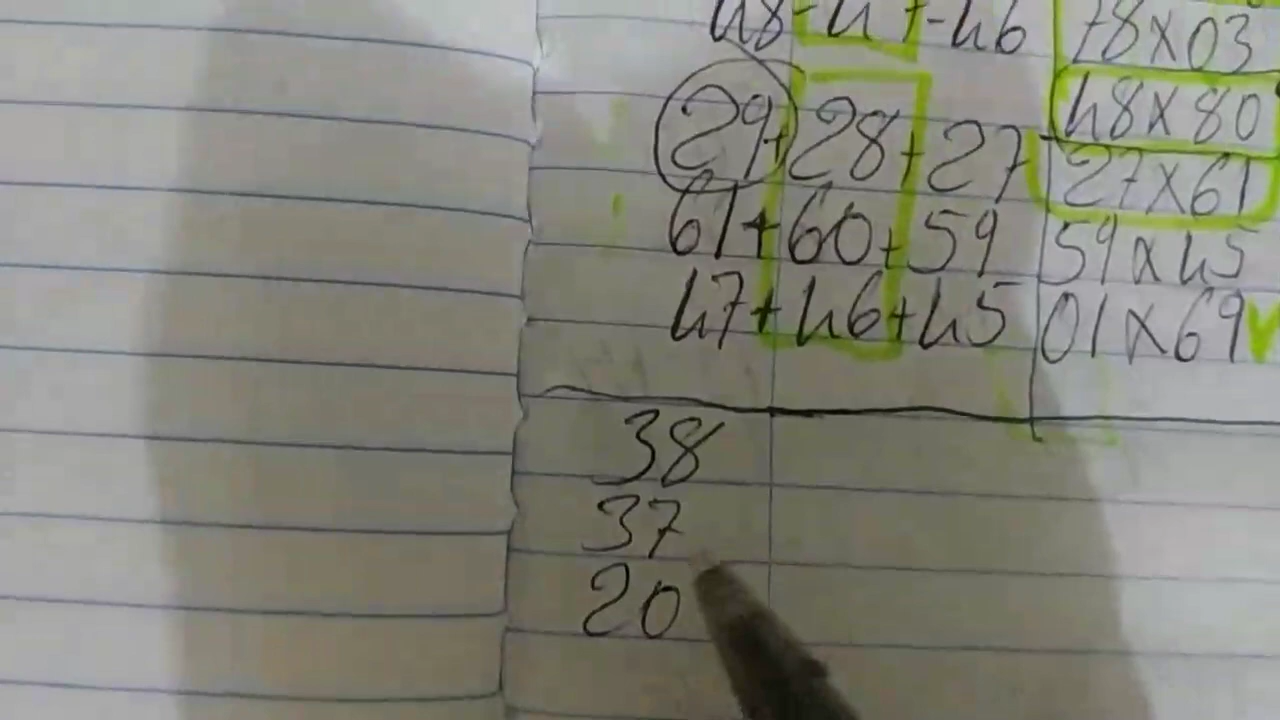 48-47-46 78x03
48x80
29+28+27 27x61
61+60+59 59x45
47+46+45 01x69
38
37
20